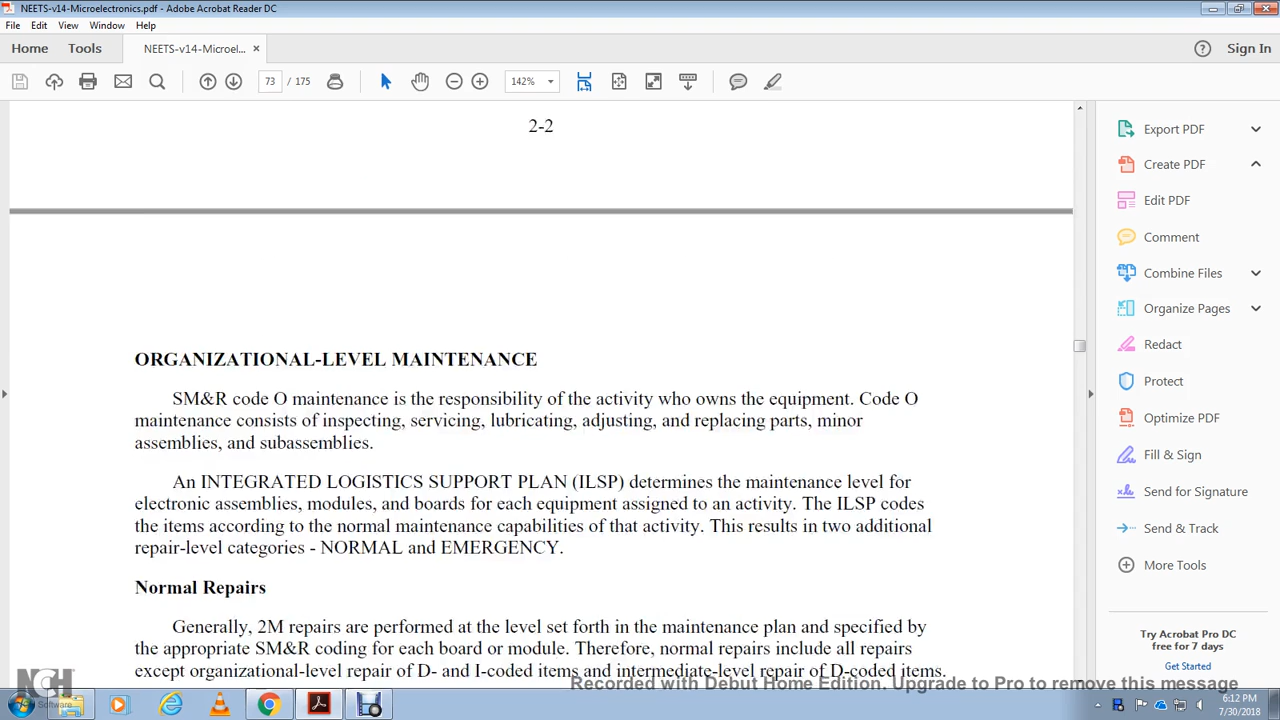 NEETS-v14-Microelectronics.pdf - Adobe Acrobat Reader DC
File Edit View Window Help
Home Tools NEETS-v14-Microel... × ? Sign In
73 / 175 142%
2-2
ORGANIZATIONAL-LEVEL MAINTENANCE
SM&R code O maintenance is the responsibility of the activity who owns the equipment. Code O
maintenance consists of inspecting, servicing, lubricating, adjusting, and replacing parts, minor
assemblies, and subassemblies.
An INTEGRATED LOGISTICS SUPPORT PLAN (ILSP) determines the maintenance level for
electronic assemblies, modules, and boards for each equipment assigned to an activity. The ILSP codes
the items according to the normal maintenance capabilities of that activity. This results in two additional
repair-level categories - NORMAL and EMERGENCY.
Normal Repairs
Generally, 2M repairs are performed at the level set forth in the maintenance plan and specified by
the appropriate SM&R coding for each board or module. Therefore, normal repairs include all repairs
except organizational-level repair of D- and I-coded items and intermediate-level repair of D-coded items.
Export PDF
Create PDF
Edit PDF
Comment
Combine Files
Organize Pages
Redact
Protect
Optimize PDF
Fill & Sign
Send for Signature
Send & Track
More Tools
Try Acrobat Pro DC
free for 7 days
Get Started
NCH Software
Recorded with Debut Home Edition. Upgrade to Pro to remove this message
6:12 PM
7/30/2018